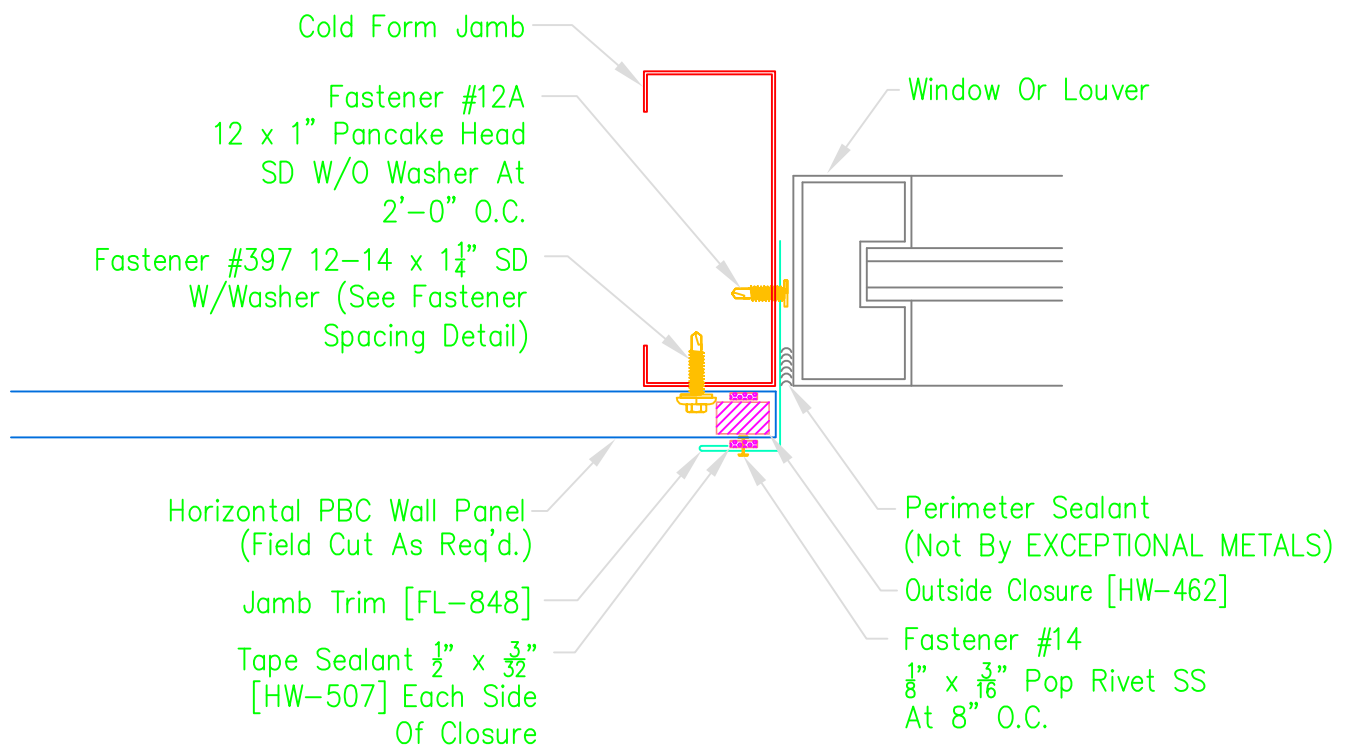 Cold Form Jamb
Fastener #12A
12 x 1” Pancake Head
SD W/O Washer At
2'-0” O.C.
Fastener #397 12-14 x 1 1/4” SD
W/Washer (See Fastener
Spacing Detail)
Horizontal PBC Wall Panel
(Field Cut As Req'd.)
Jamb Trim [FL-848]
Tape Sealant 1/2” x 3/32”
[HW-507] Each Side
Of Closure
Window Or Louver
Perimeter Sealant
(Not By EXCEPTIONAL METALS)
Outside Closure [HW-462]
Fastener #14
1/8” x 3/16” Pop Rivet SS
At 8” O.C.